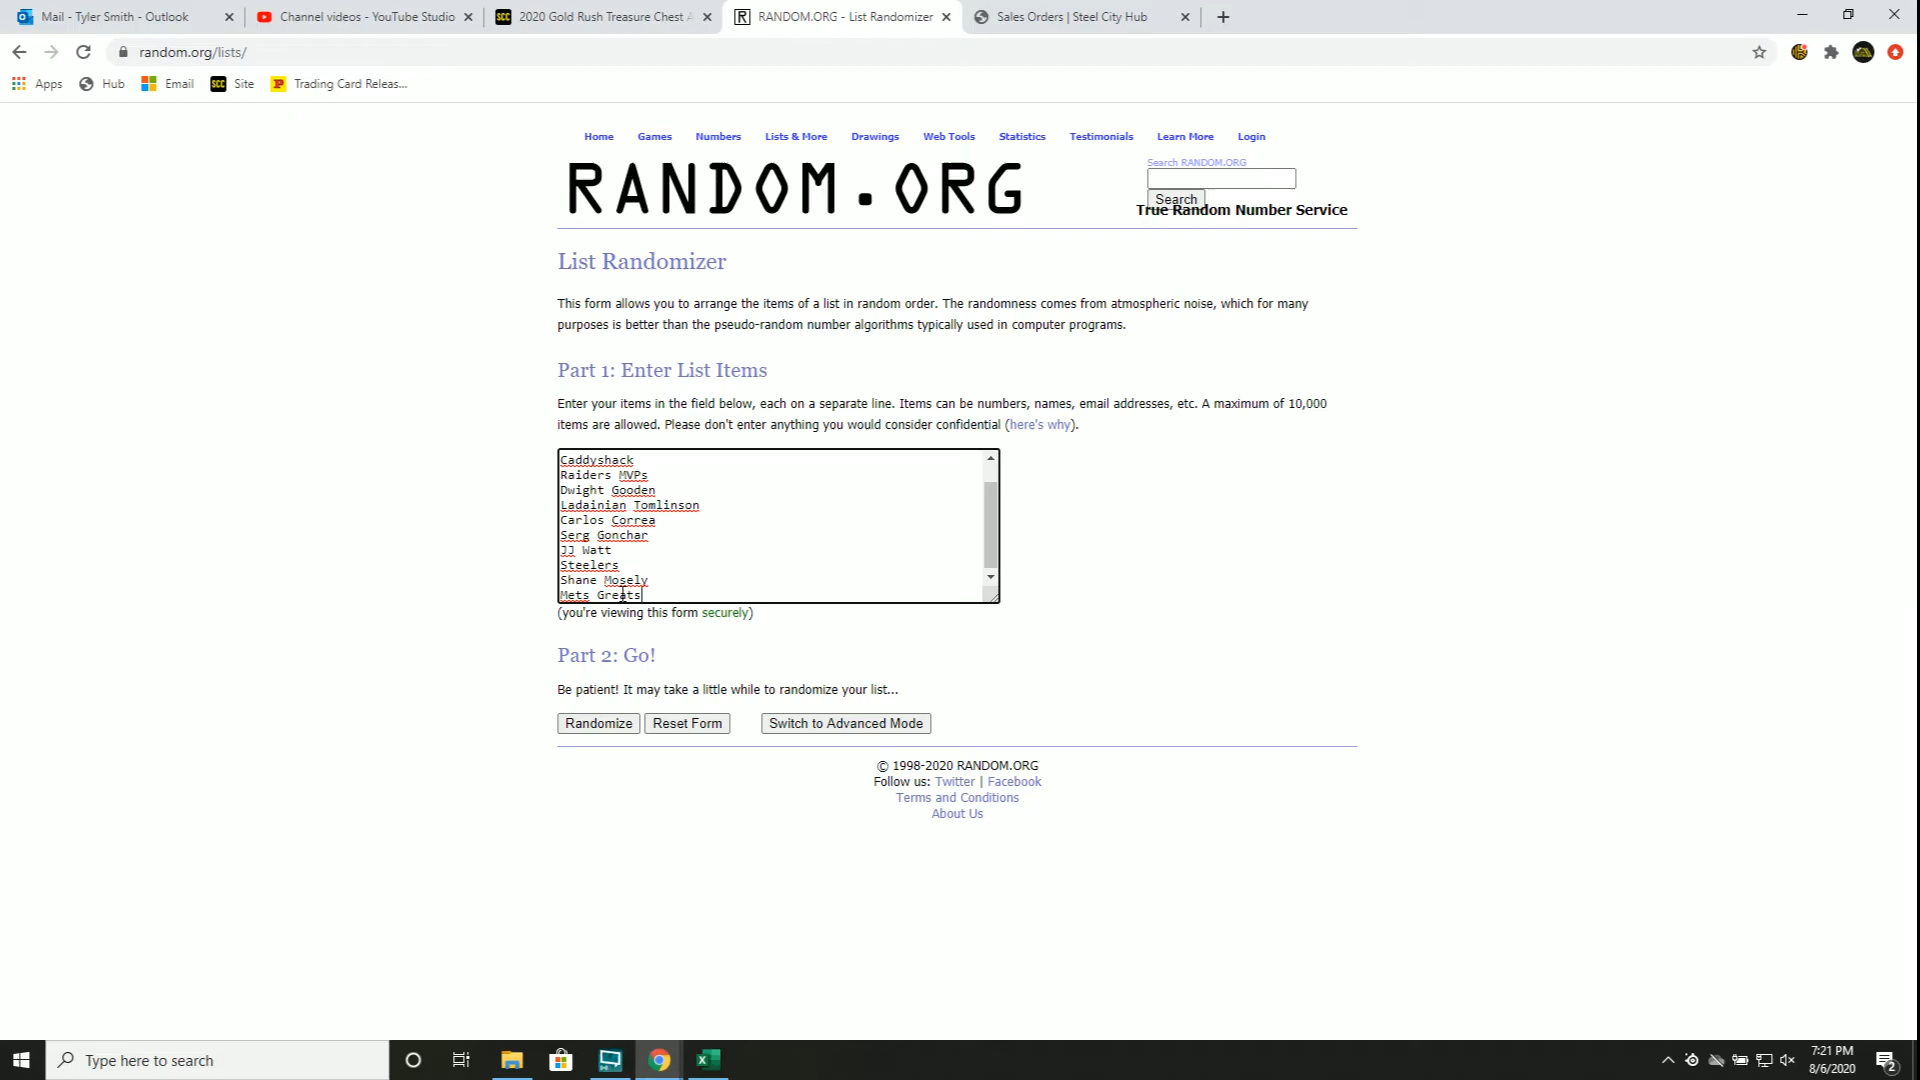 Mail - Tyler Smith - Outlook
Channel videos - YouTube Studio
SCC 2020 Gold Rush Treasure Chest A
R RANDOM.ORG - List Randomizer
Sales Orders | Steel City Hub
random.org/lists/
Apps Hub Email SCC Site Trading Card Releas...
Home Games Numbers Lists & More Drawings Web Tools Statistics Testimonials Learn More Login
RANDOM.ORG
Search RANDOM.ORG
Search
True Random Number Service
List Randomizer
This form allows you to arrange the items of a list in random order. The randomness comes from atmospheric noise, which for many
purposes is better than the pseudo-random number algorithms typically used in computer programs.
Part 1: Enter List Items
Enter your items in the field below, each on a separate line. Items can be numbers, names, email addresses, etc. A maximum of 10,000
items are allowed. Please don't enter anything you would consider confidential (here's why).
Caddyshack
Raiders MVPs
Dwight Gooden
Ladainian Tomlinson
Carlos Correa
Serg Gonchar
JJ Watt
Steelers
Shane Mosely
Mets Greats
(you're viewing this form securely)
Part 2: Go!
Be patient! It may take a little while to randomize your list...
Randomize Reset Form Switch to Advanced Mode
© 1998-2020 RANDOM.ORG
Follow us: Twitter | Facebook
Terms and Conditions
About Us
Type here to search
7:21 PM
8/6/2020
2